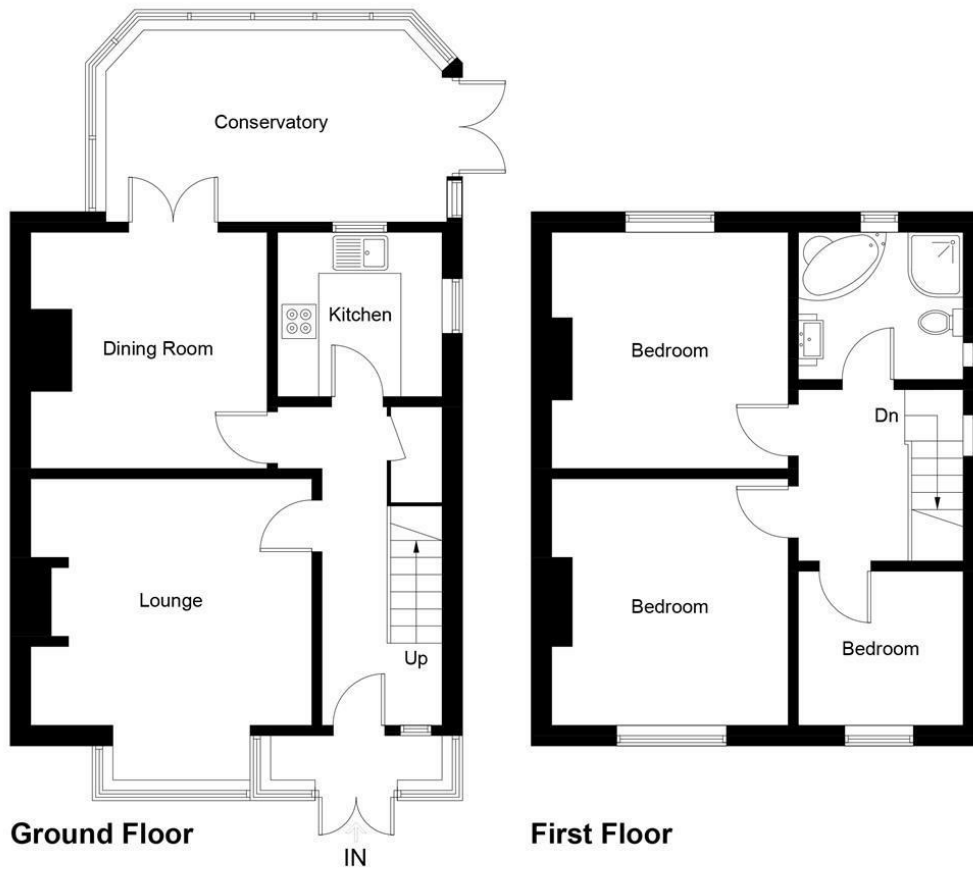 Conservatory
Kitchen
Dining Room
Lounge
Up
Ground Floor
IN
Bedroom
Dn
Bedroom
Bedroom
First Floor